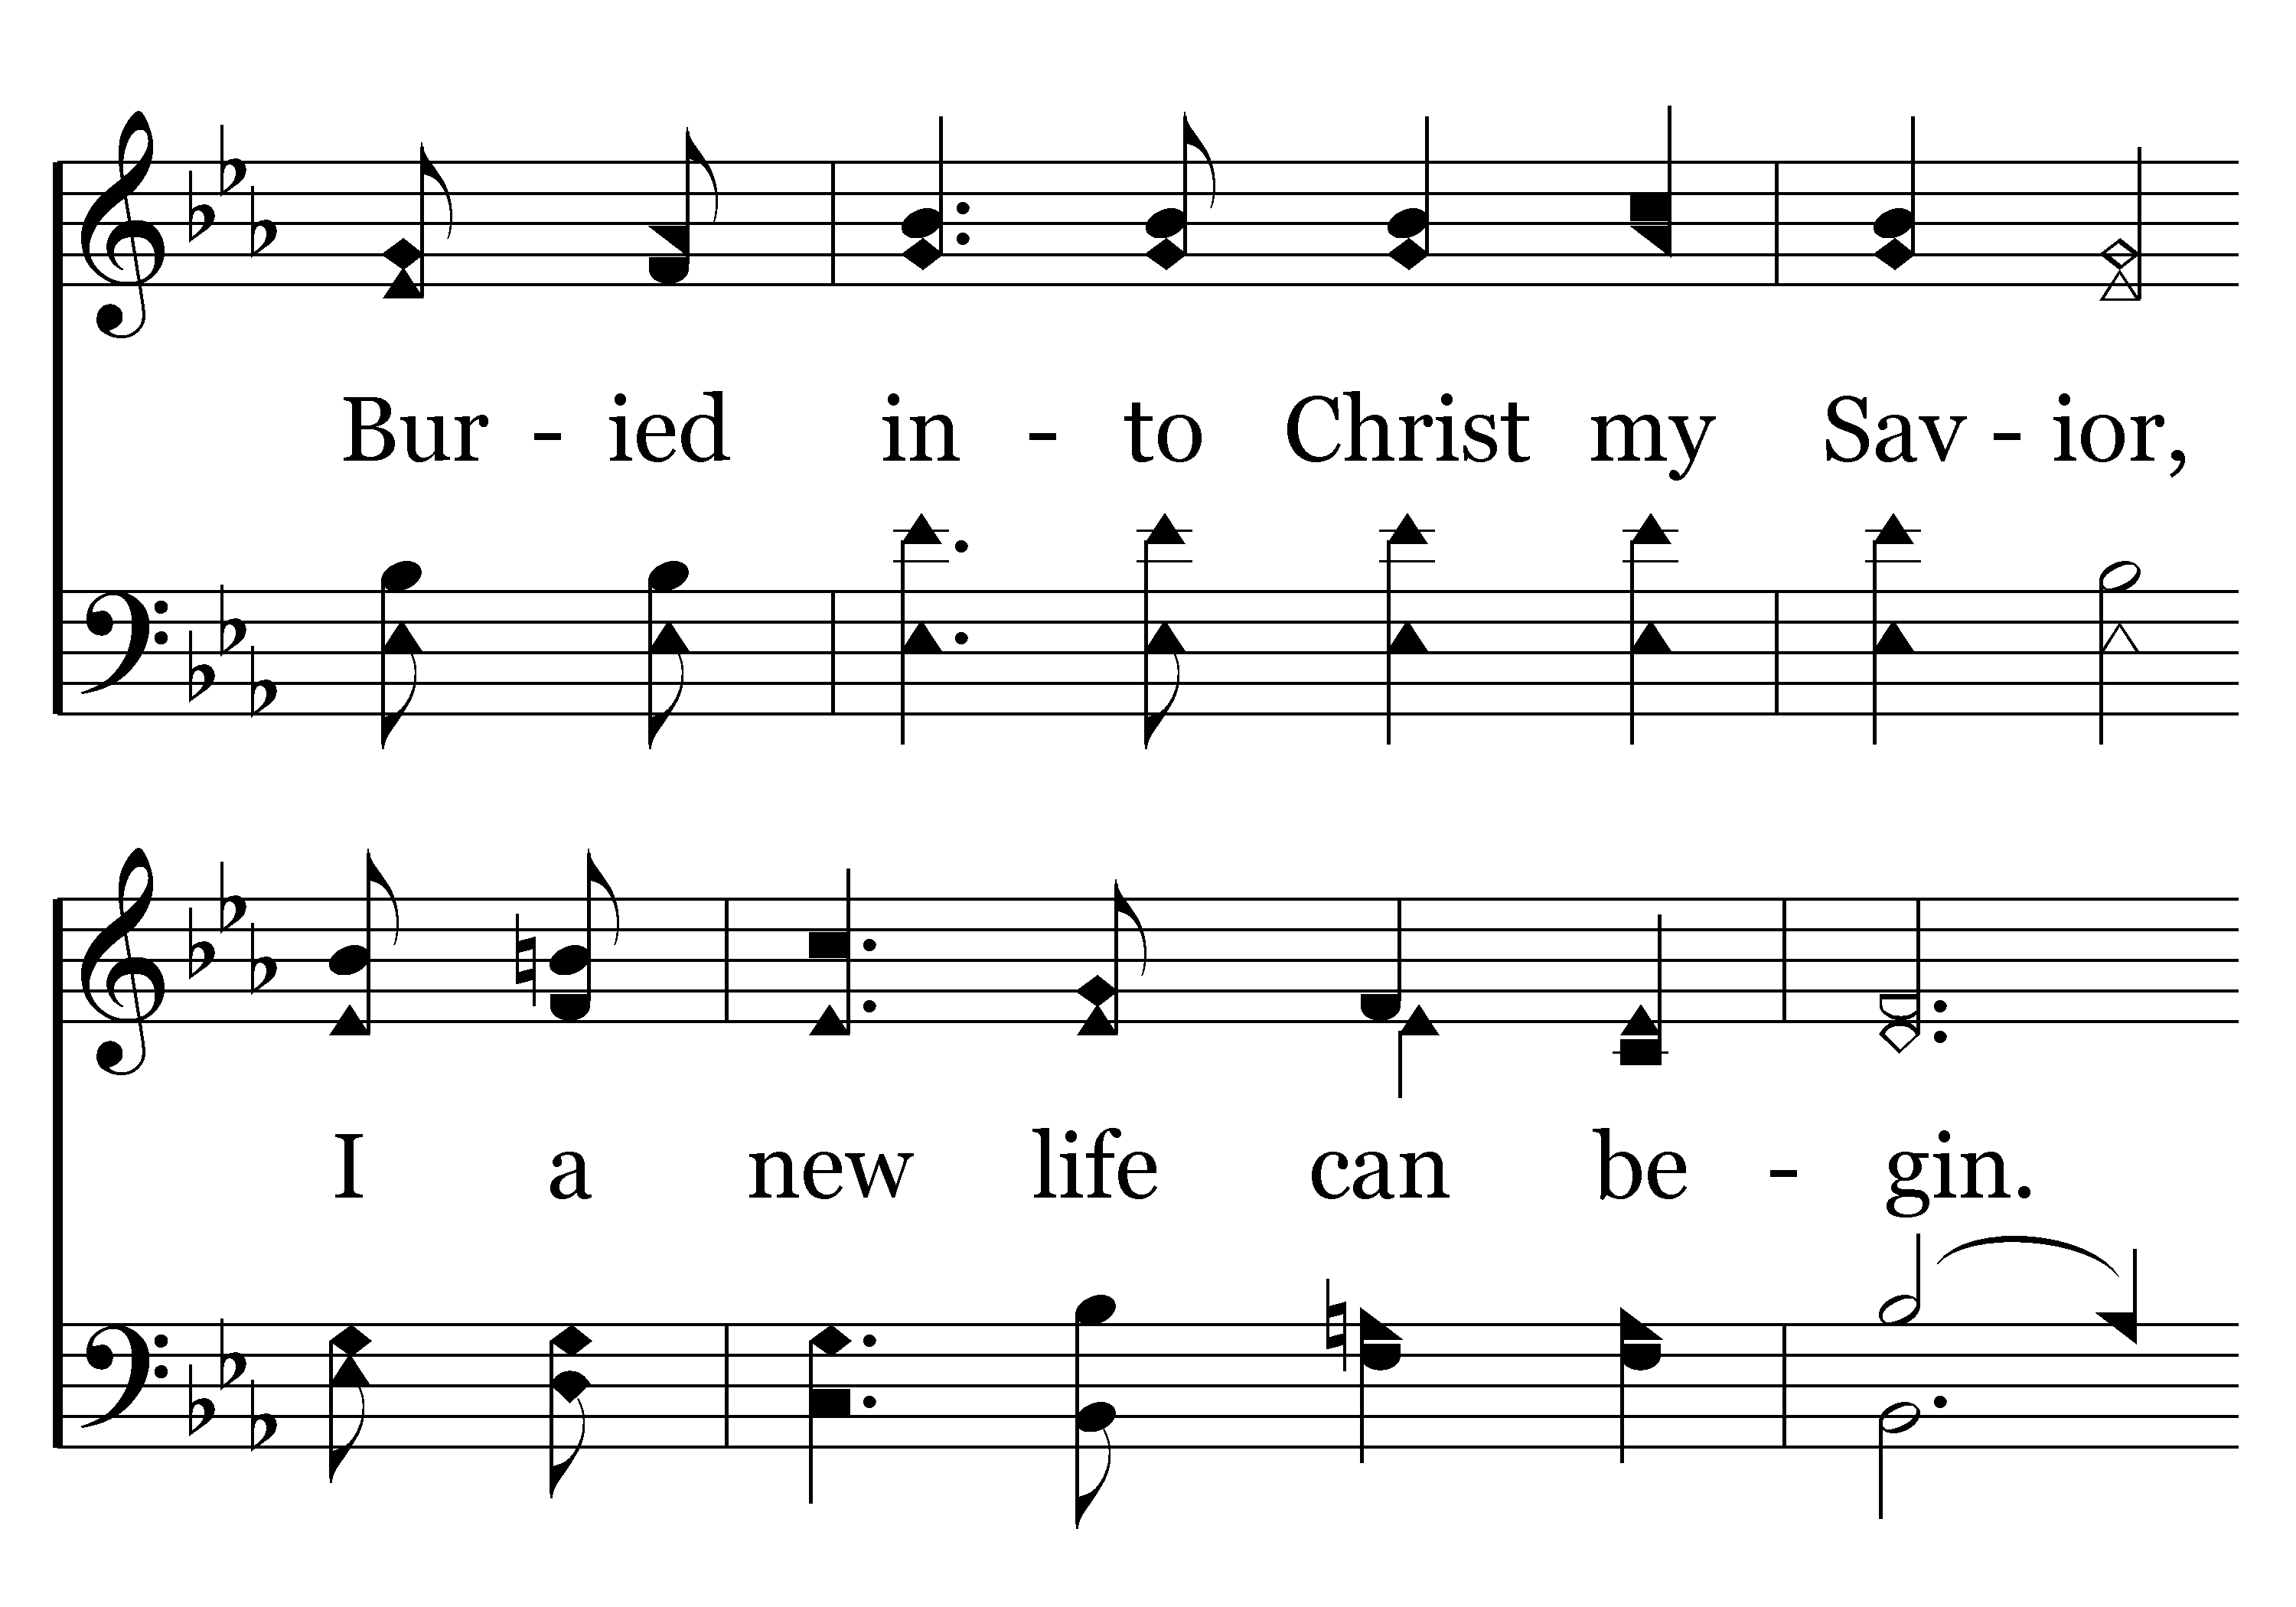 Bur - ied in - to Christ my Sav - ior,
I a new life can be - gin.